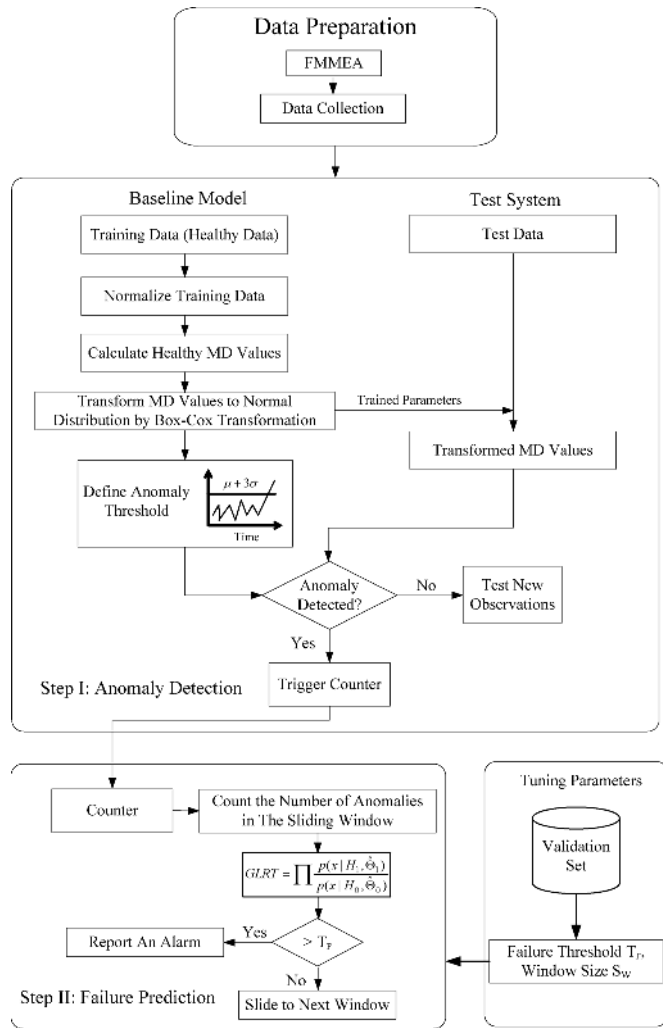 Data Preparation
FMMEA
Data Collection
Baseline Model
Test System
Training Data (Healthy Data)
Test Data
Normalize Training Data
Calculate Healthy MD Values
Transform MD Values to Normal
Distribution by Box-Cox Transformation
Trained Parameters
Transformed MD Values
Define Anomaly
Threshold
μ + 3σ
Time
Anomaly
Detected?
No
Test New
Observations
Yes
Trigger Counter
Step I: Anomaly Detection
Counter
Count the Number of Anomalies
in The Sliding Window
GLRT = ∏ p(x | H₁, Θ̂₁) / p(x | H₀, Θ̂₀)
> T_F
Yes
Report An Alarm
No
Slide to Next Window
Step II: Failure Prediction
Tuning Parameters
Validation
Set
Failure Threshold T_F,
Window Size S_W